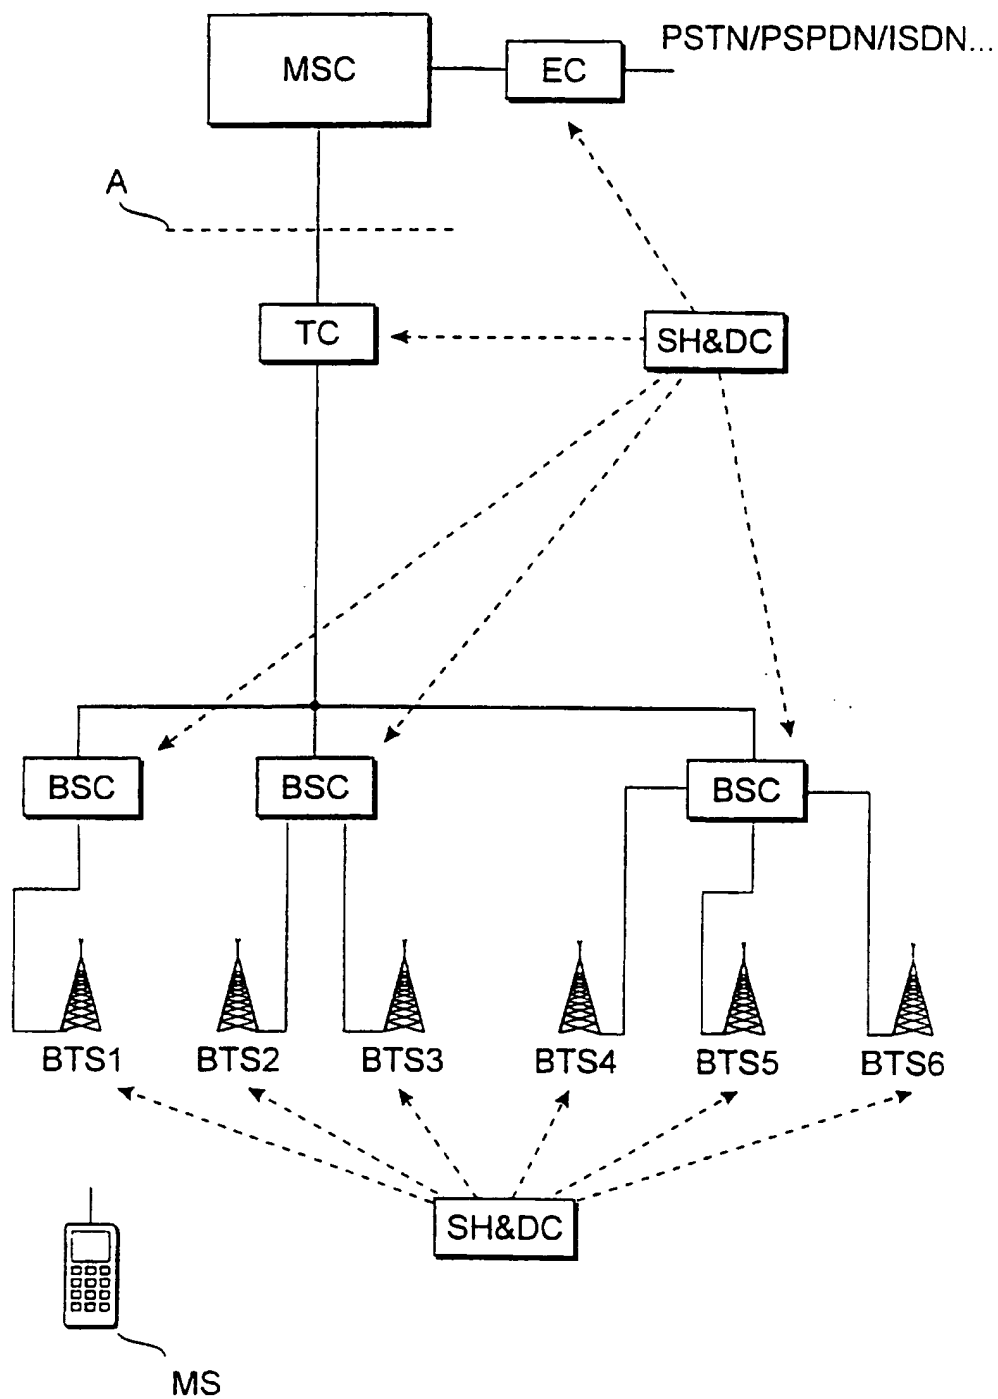 PSTN/PSPDN/ISDN...
MSC
EC
A
TC
SH&DC
BSC
BSC
BSC
BTS1
BTS2
BTS3
BTS4
BTS5
BTS6
SH&DC
MS